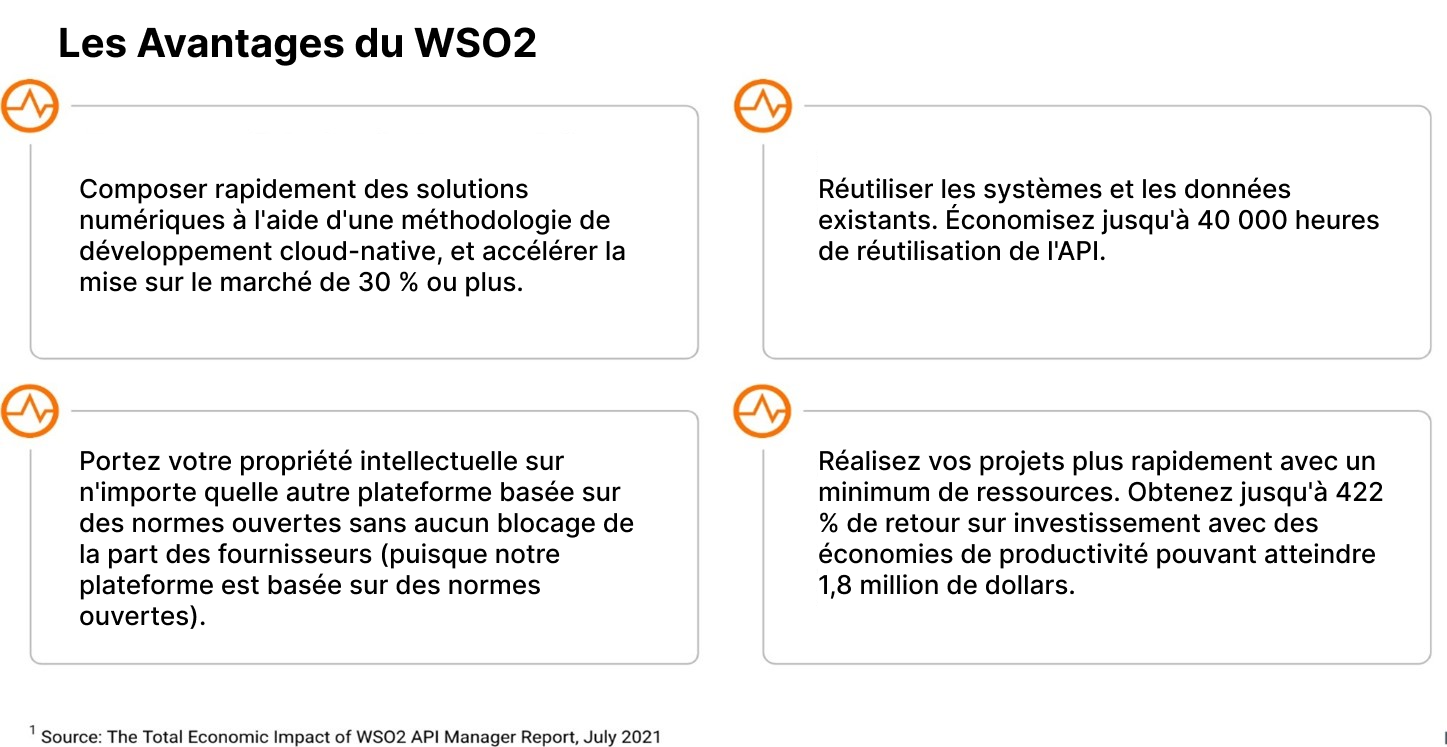 Les Avantages du WSO2
Composer rapidement des solutions
numériques à l'aide d'une méthodologie de
développement cloud-native, et accélérer la
mise sur le marché de 30 % ou plus.
Réutiliser les systèmes et les données
existants. Économisez jusqu'à 40 000 heures
de réutilisation de l'API.
Portez votre propriété intellectuelle sur
n'importe quelle autre plateforme basée sur
des normes ouvertes sans aucun blocage de
la part des fournisseurs (puisque notre
plateforme est basée sur des normes
ouvertes).
Réalisez vos projets plus rapidement avec un
minimum de ressources. Obtenez jusqu'à 422
% de retour sur investissement avec des
économies de productivité pouvant atteindre
1,8 million de dollars.
¹ Source: The Total Economic Impact of WSO2 API Manager Report, July 2021